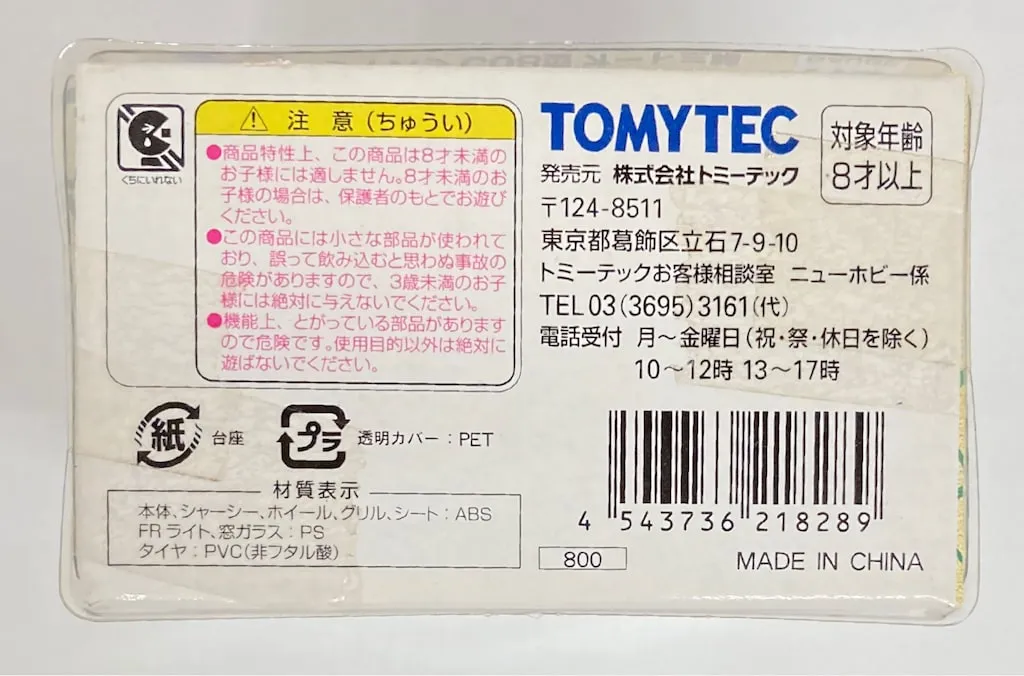 くちにいれない
注 意 (ちゅうい)
●商品特性上、この商品は8才未満の
お子様には適しません。8才未満のお
子様の場合は、保護者のもとでお遊び
ください。
●この商品には小さな部品が使われて
おり、誤って飲み込むと思わぬ事故の
危険がありますので、3歳未満のお子
様には絶対に与えないでください。
●機能上、とがっている部品があります
ので危険です。使用目的以外は絶対に
遊ばないでください。
TOMYTEC
発売元 株式会社トミーテック
〒124-8511
東京都葛飾区立石7-9-10
トミーテックお客様相談室 ニューホビー係
TEL 03(3695)3161(代)
電話受付 月〜金曜日(祝・祭・休日を除く)
10〜12時 13〜17時
対象年齢
8才以上
紙 台座
プラ 透明カバー:PET
材質表示
本体、シャーシー、ホイール、グリル、シート:ABS
FRライト、窓ガラス:PS
タイヤ:PVC(非フタル酸)
4 543736 218289
800
MADE IN CHINA